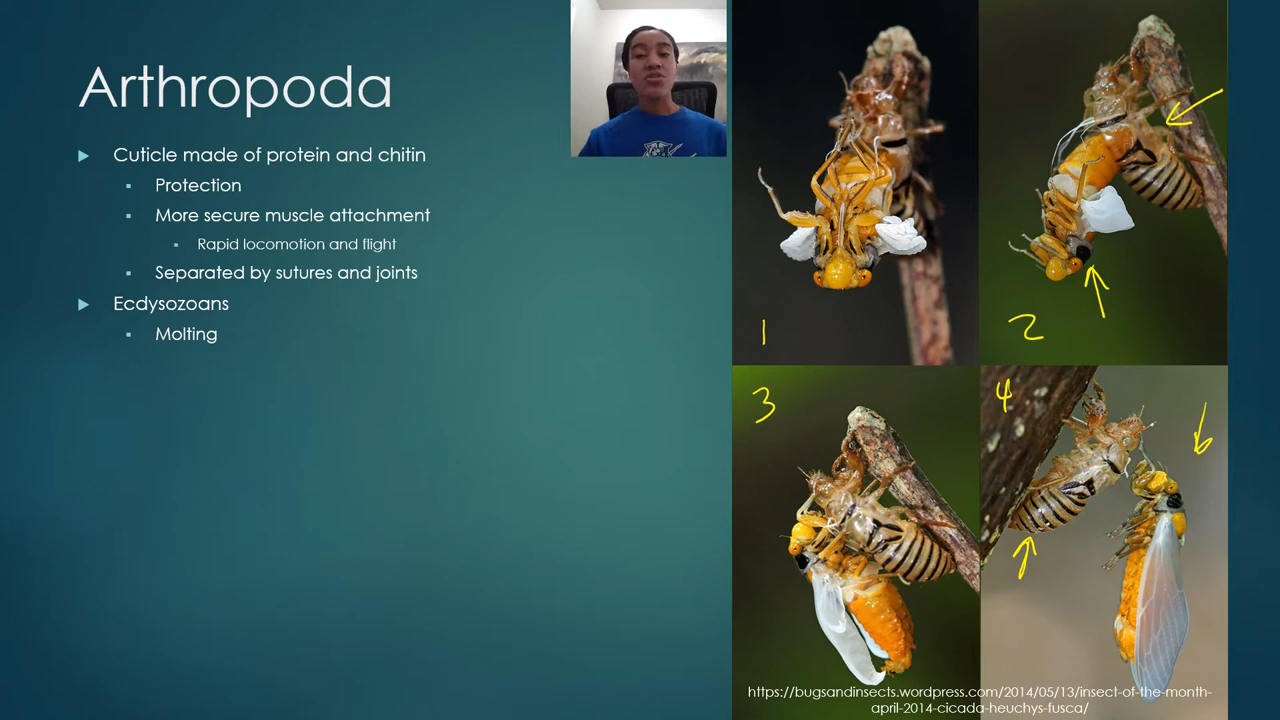 Arthropoda
Cuticle made of protein and chitin
Protection
More secure muscle attachment
Rapid locomotion and flight
Separated by sutures and joints
Ecdysozoans
Molting
1
2
3
4
https://bugsandinsects.wordpress.com/2014/05/13/insect-of-the-month-
april-2014-cicada-heuchys-fusca/